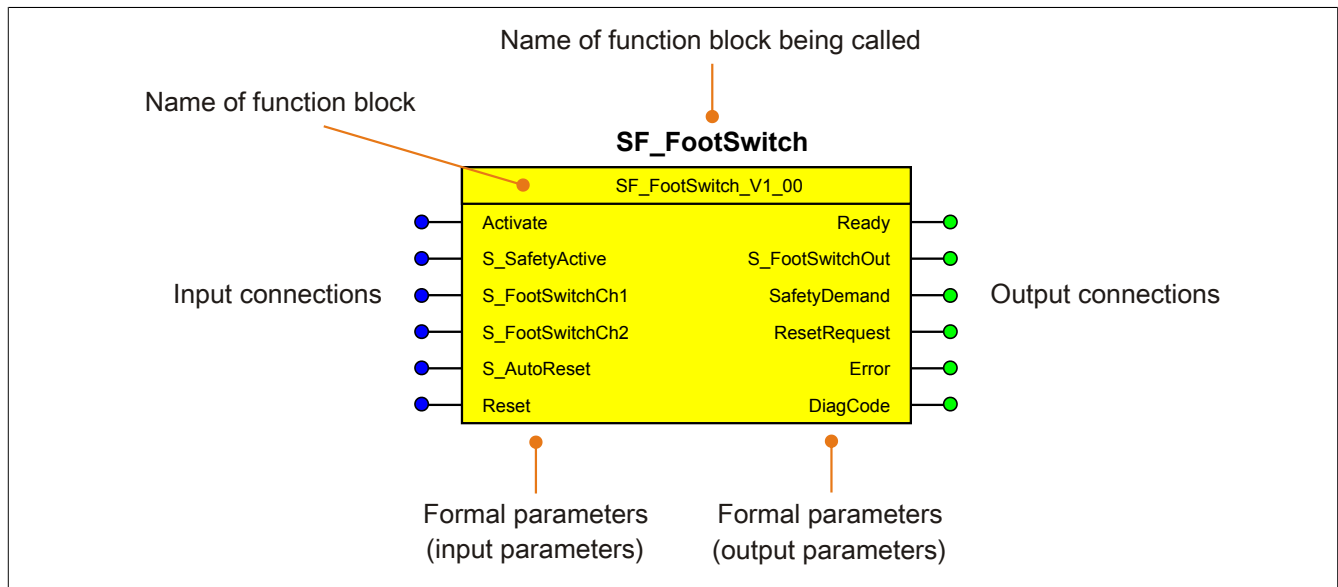 Name of function block being called
Name of function block
SF_FootSwitch
SF_FootSwitch_V1_00
Activate
Ready
S_SafetyActive
S_FootSwitchOut
Input connections
S_FootSwitchCh1
SafetyDemand
Output connections
S_FootSwitchCh2
ResetRequest
S_AutoReset
Error
Reset
DiagCode
Formal parameters
(input parameters)
Formal parameters
(output parameters)